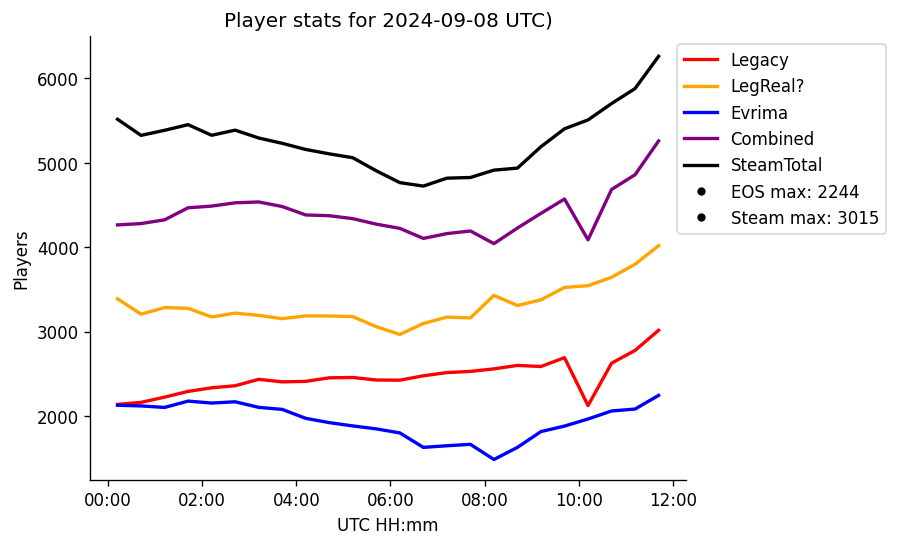 Player stats for 2024-09-08 UTC)
Players
6000
5000
4000
3000
2000
00:00 02:00 04:00 06:00 08:00 10:00 12:00
UTC HH:mm
Legacy
LegReal?
Evrima
Combined
SteamTotal
EOS max: 2244
Steam max: 3015